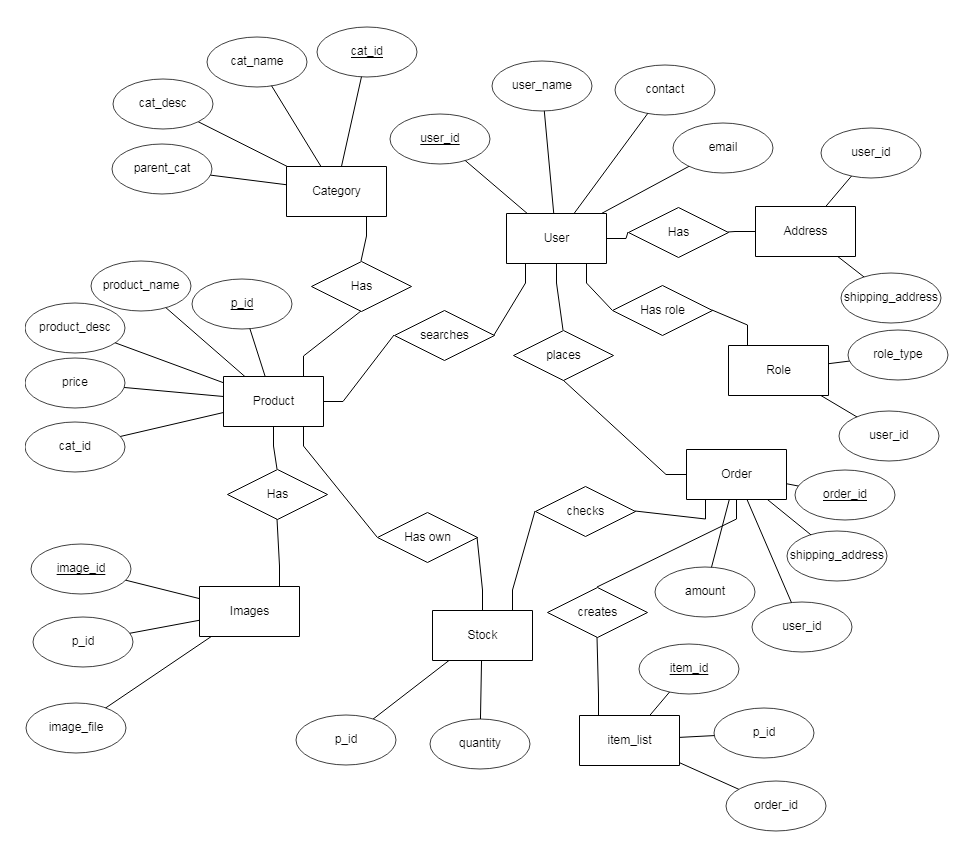 cat_id
cat_name
user_name
contact
cat_desc
user_id
email
user_id
parent_cat
Category
User
Has
Address
product_name
Has
shipping_address
p_id
Has role
product_desc
searches
places
role_type
price
Role
Product
cat_id
user_id
Order
Has
order_id
checks
Has own
shipping_address
image_id
amount
Images
creates
user_id
p_id
Stock
item_id
image_file
p_id
quantity
item_list
p_id
order_id